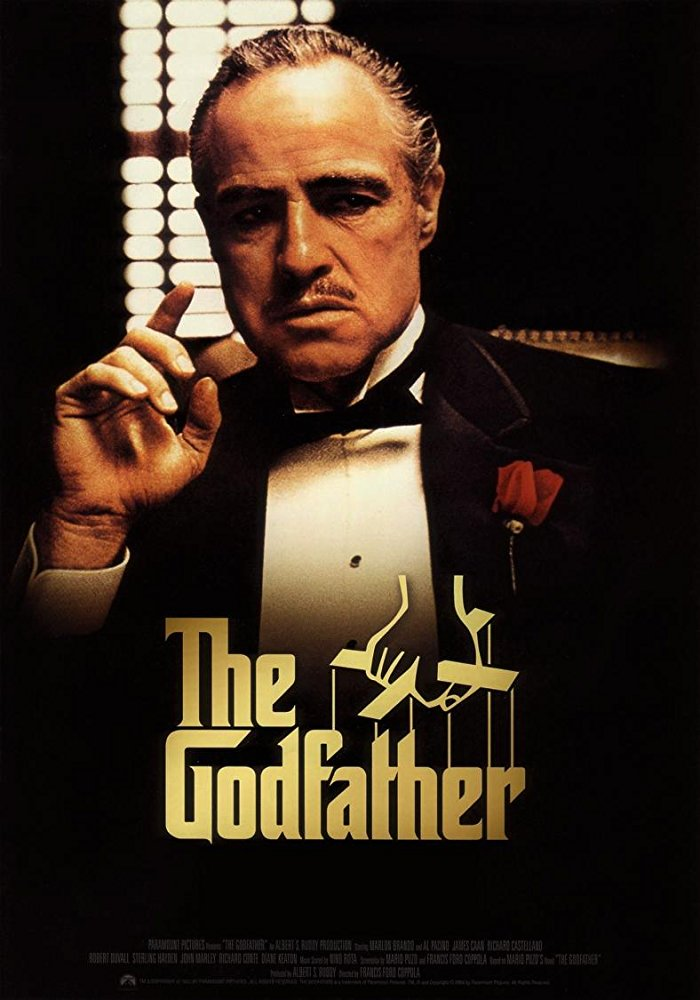 The
Godfather
PARAMOUNT PICTURES Presents "THE GODFATHER" An ALBERT S. RUDDY PRODUCTION Starring MARLON BRANDO and AL PACINO JAMES CAAN RICHARD CASTELLANO
ROBERT DUVALL STERLING HAYDEN JOHN MARLEY RICHARD CONTE DIANE KEATON Music Scored by NINO ROTA Screenplay by MARIO PUZO and FRANCIS FORD COPPOLA Based on MARIO PUZO'S Novel "THE GODFATHER"
Produced by ALBERT S. RUDDY Directed by FRANCIS FORD COPPOLA